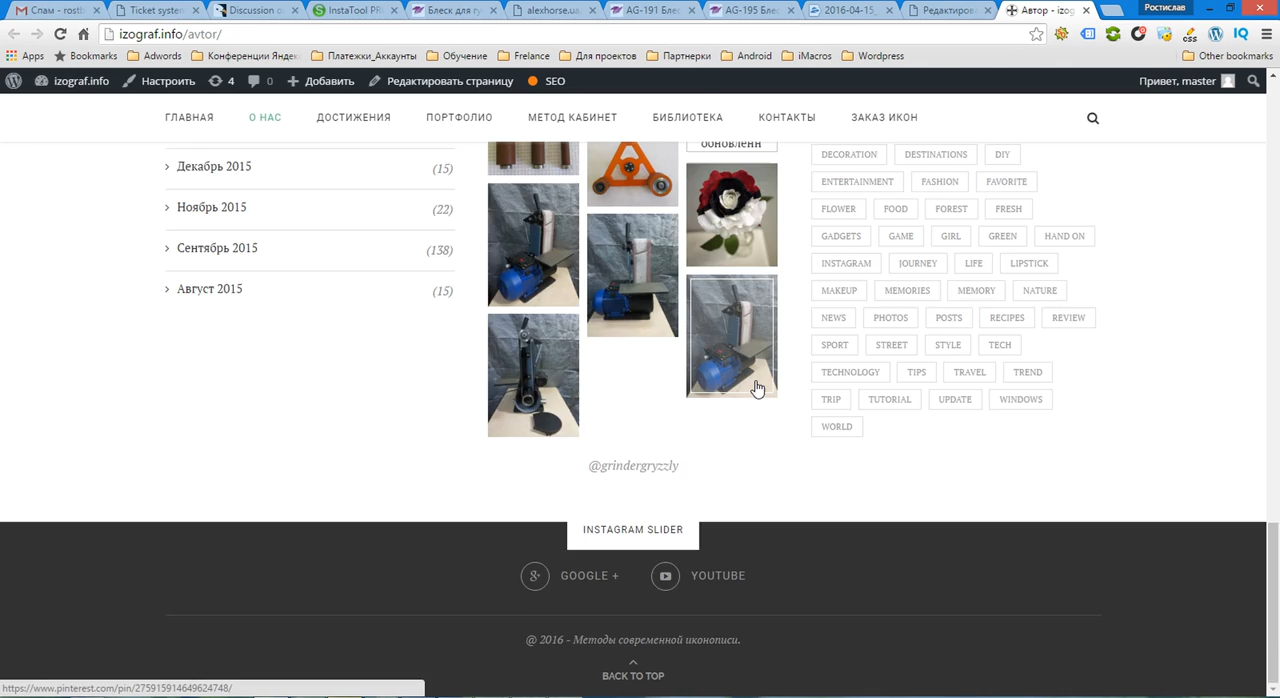 Спам - rostl
Ticket system
Discussion o
InstaTool PR
Блеск для гу
alexhorse.ua
AG-191 Блес
AG-195 Блес
2016-04-15_
Редактирова
Автор - izog
Ростислав
izograf.info/avtor/
Apps
Bookmarks
Adwords
Конференции Яндек
Платежки_Аккаунты
Обучение
Frelance
Для проектов
Партнерки
Android
iMacros
Wordpress
Other bookmarks
izograf.info
Настроить
4
0
Добавить
Редактировать страницу
SEO
Привет, master
ГЛАВНАЯ
О НАС
ДОСТИЖЕНИЯ
ПОРТФОЛИО
МЕТОД КАБИНЕТ
БИБЛИОТЕКА
КОНТАКТЫ
ЗАКАЗ ИКОН
Декабрь 2015 (15)
Ноябрь 2015 (22)
Сентябрь 2015 (138)
Август 2015 (15)
обновленн
@grindergryzzly
DECORATION DESTINATIONS DIY
ENTERTAINMENT FASHION FAVORITE
FLOWER FOOD FOREST FRESH
GADGETS GAME GIRL GREEN HAND ON
INSTAGRAM JOURNEY LIFE LIPSTICK
MAKEUP MEMORIES MEMORY NATURE
NEWS PHOTOS POSTS RECIPES REVIEW
SPORT STREET STYLE TECH
TECHNOLOGY TIPS TRAVEL TREND
TRIP TUTORIAL UPDATE WINDOWS
WORLD
INSTAGRAM SLIDER
GOOGLE +
YOUTUBE
@ 2016 - Методы современной иконописи.
BACK TO TOP
https://www.pinterest.com/pin/275915914649624748/